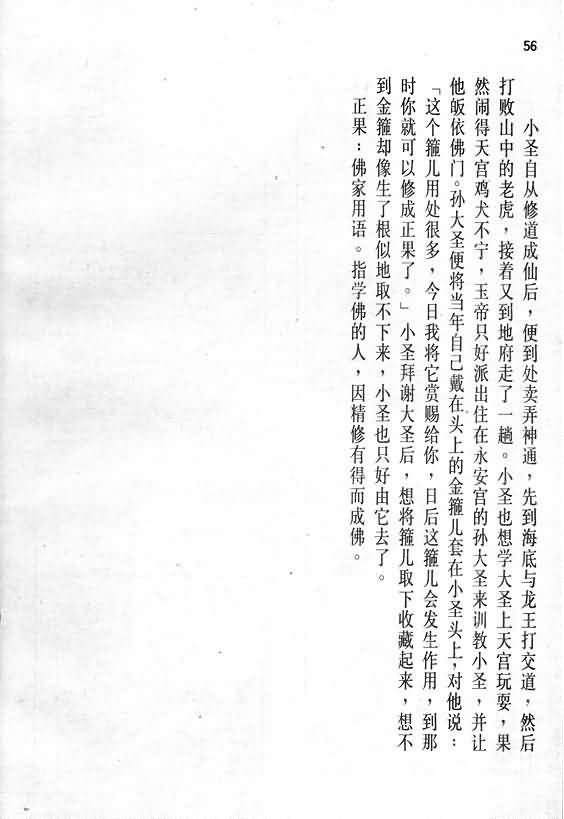 56
小圣自从修道成仙后，便到处卖弄神通，先到海底与龙王打交道，然后
打败山中的老虎，接着又到地府走了一趟。小圣也想学大圣上天宫玩耍，果
然闹得天宫鸡犬不宁，玉帝只好派出住在永安宫的孙大圣来训教小圣，并让
他皈依佛门。孙大圣便将当年自己戴在头上的金箍儿套在小圣头上，对他说：
「这个箍儿用处很多，今日我将它赏赐给你，日后这箍儿会发生作用，到那
时你就可以修成正果了。」小圣拜谢大圣后，想将箍儿取下收藏起来，想不
到金箍却像生了根似地取不下来，小圣也只好由它去了。
正果：佛家用语。指学佛的人，因精修有得而成佛。